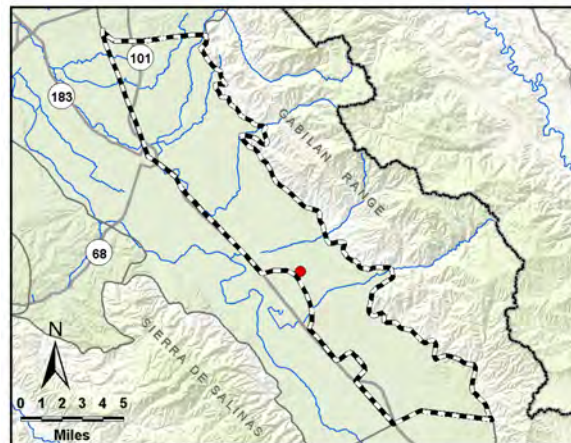 101
183
GABILAN RANGE
68
N
SIERRA DE SALINAS
0 1 2 3 4 5
Miles